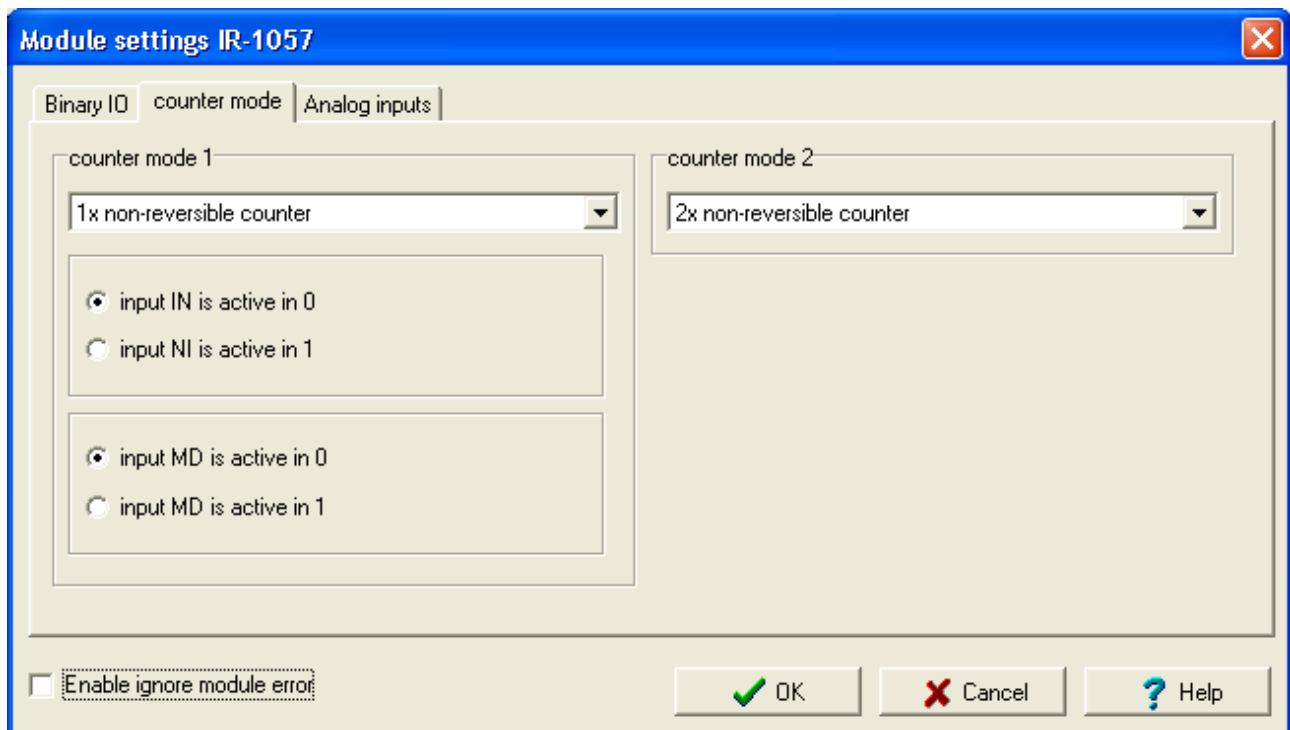 Module settings IR-1057
Binary IO
counter mode
Analog inputs
counter mode 1
1x non-reversible counter
input IN is active in 0
input NI is active in 1
input MD is active in 0
input MD is active in 1
counter mode 2
2x non-reversible counter
Enable ignore module error
OK
Cancel
Help